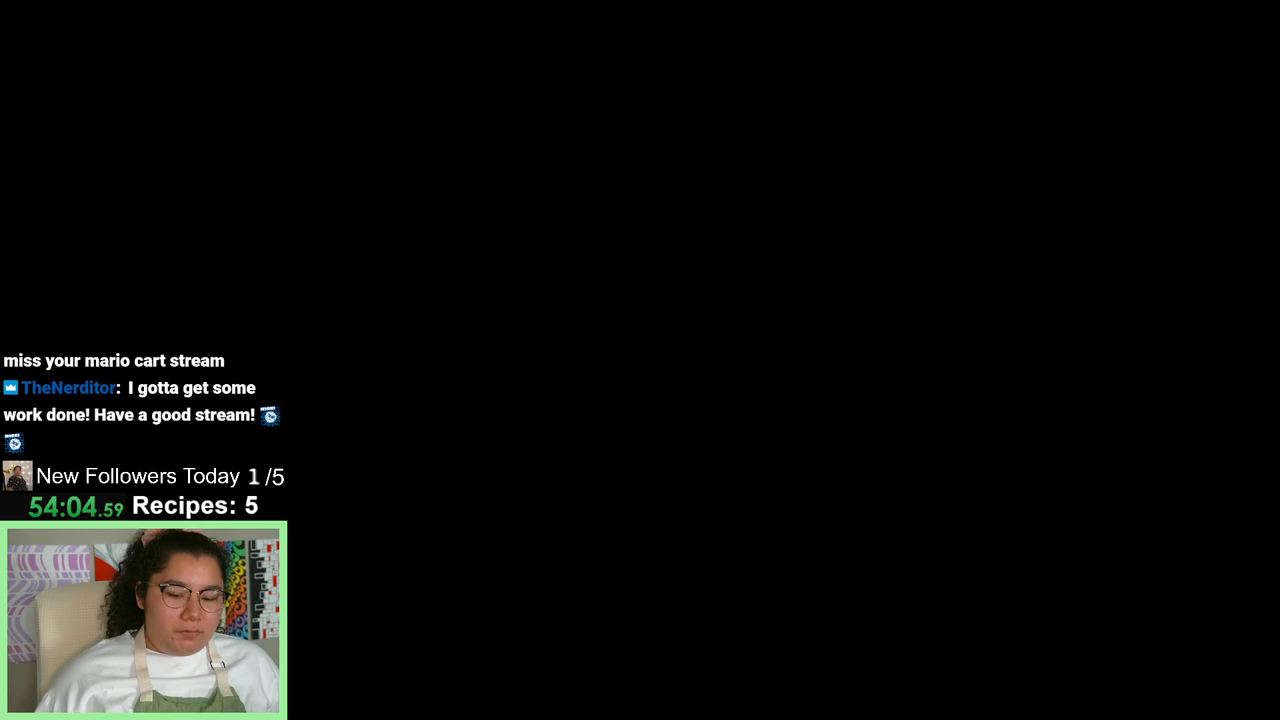 miss your mario cart stream
TheNerditor: I gotta get some
work done! Have a good stream!
New Followers Today 1 /5
54:04.59 Recipes: 5